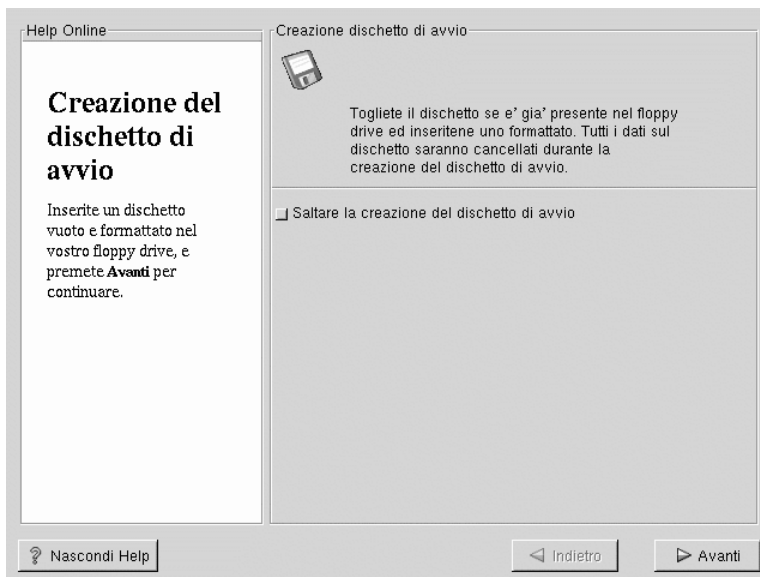 Help Online
Creazione del
dischetto di
avvio
Inserite un dischetto
vuoto e formattato nel
vostro floppy drive, e
premete Avanti per
continuare.
Creazione dischetto di avvio
Togliete il dischetto se e' gia' presente nel floppy
drive ed inseritene uno formattato. Tutti i dati sul
dischetto saranno cancellati durante la
creazione del dischetto di avvio.
Saltare la creazione del dischetto di avvio
Nascondi Help
Indietro
Avanti